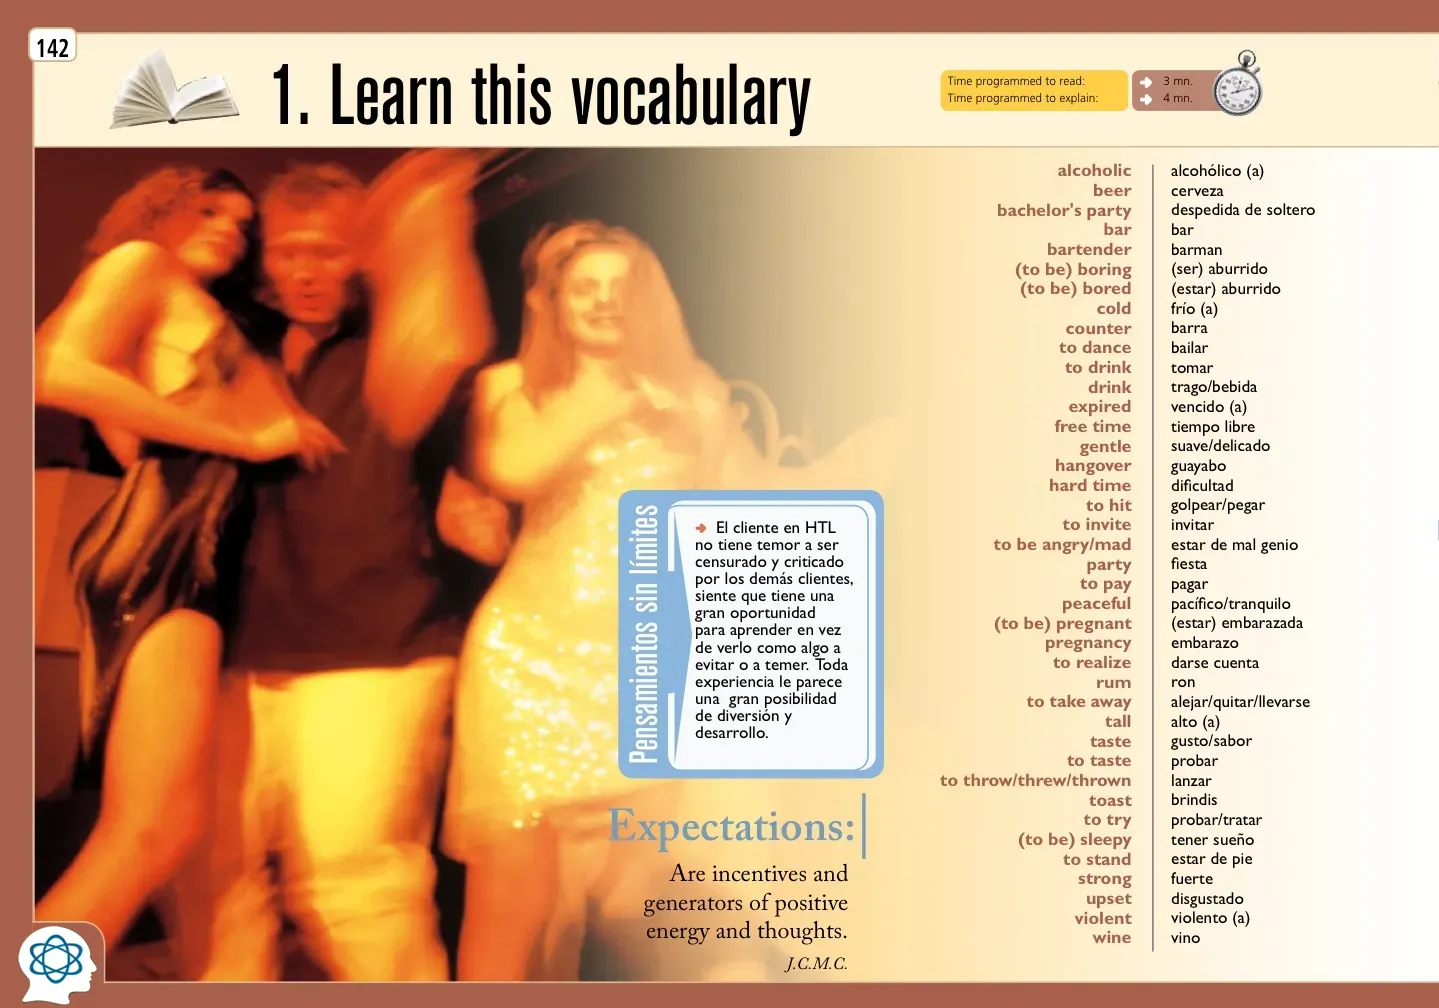 142
1. Learn this vocabulary
Time programmed to read: 3 mn.
Time programmed to explain: 4 mn.
alcoholic alcohólico (a)
beer cerveza
bachelor's party despedida de soltero
bar bar
bartender barman
(to be) boring (ser) aburrido
(to be) bored (estar) aburrido
cold frío (a)
counter barra
to dance bailar
to drink tomar
drink trago/bebida
expired vencido (a)
free time tiempo libre
gentle suave/delicado
hangover guayabo
hard time dificultad
to hit golpear/pegar
to invite invitar
to be angry/mad estar de mal genio
party fiesta
to pay pagar
peaceful pacífico/tranquilo
(to be) pregnant (estar) embarazada
pregnancy embarazo
to realize darse cuenta
rum ron
to take away alejar/quitar/llevarse
tall alto (a)
taste gusto/sabor
to taste probar
to throw/threw/thrown lanzar
toast brindis
to try probar/tratar
(to be) sleepy tener sueño
to stand estar de pie
strong fuerte
upset disgustado
violent violento (a)
wine vino
Pensamientos sin límites
El cliente en HTL
no tiene temor a ser
censurado y criticado
por los demás clientes,
siente que tiene una
gran oportunidad
para aprender en vez
de verlo como algo a
evitar o a temer. Toda
experiencia le parece
una gran posibilidad
de diversión y
desarrollo.
Expectations:
Are incentives and
generators of positive
energy and thoughts.
J.C.M.C.